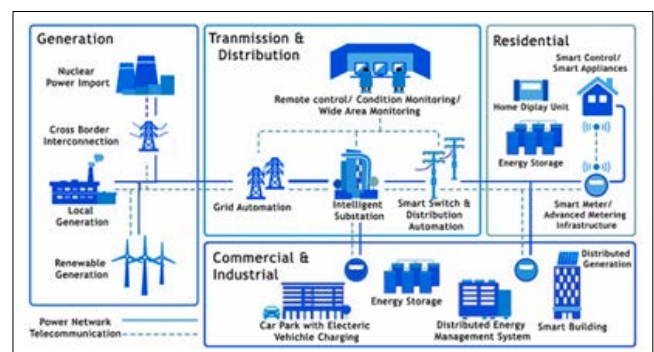 Generation
Nuclear
Power Import
Cross Border
Interconnection
Local
Generation
Renewable
Generation
Power Network
Telecommunication
Tranmission &
Distribution
Remote control/ Condition Monitoring/
Wide Area Monitoring
Grid Automation
Intelligent
Substation
Smart Switch &
Distribution
Automation
Residential
Smart Control/
Smart Appliances
Home Diplay Unit
Energy Storage
Smart Meter/
Advanced Metering
Infrastructure
Commercial &
Industrial
Car Park with Electeric
Vehichle Charging
Energy Storage
Distributed Energy
Management System
Distributed
Generation
Smart Building